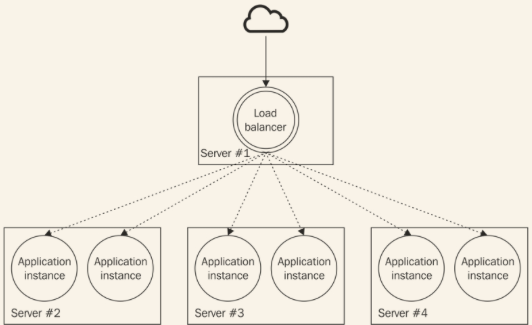 Load
balancer
Server #1
Application
instance
Application
instance
Server #2
Application
instance
Application
instance
Server #3
Application
instance
Application
instance
Server #4